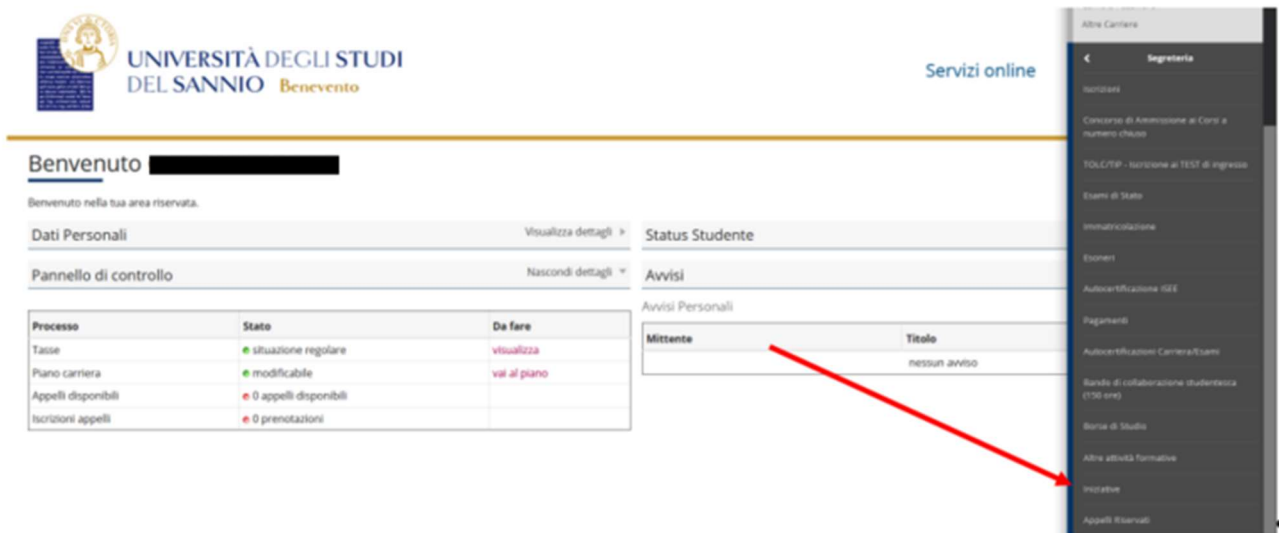 UNIVERSITÀ DEGLI STUDI
DEL SANNIO Benevento
Servizi online
Benvenuto
Benvenuto nella tua area riservata.
Dati Personali Visualizza dettagli
Pannello di controllo Nascondi dettagli
Processo Stato Da fare
Tasse situazione regolare visualizza
Piano carriera modificabile vai al piano
Appelli disponibili 0 appelli disponibili
Iscrizioni appelli 0 prenotazioni
Status Studente
Avvisi
Avvisi Personali
Mittente Titolo
nessun avviso
Altre Carriere
Segreteria
Iscrizioni
Concorso di Ammissione ai Corsi a
numero chiuso
TOLC/TIP - Iscrizione ai TEST di ingresso
Esami di Stato
Immatricolazione
Esoneri
Autocertificazione ISEE
Pagamenti
Autocertificazioni Carriera/Esami
Bando di collaborazione studentesca
(150 ore)
Borse di Studio
Altre attività formative
Iniziative
Appelli Riservati